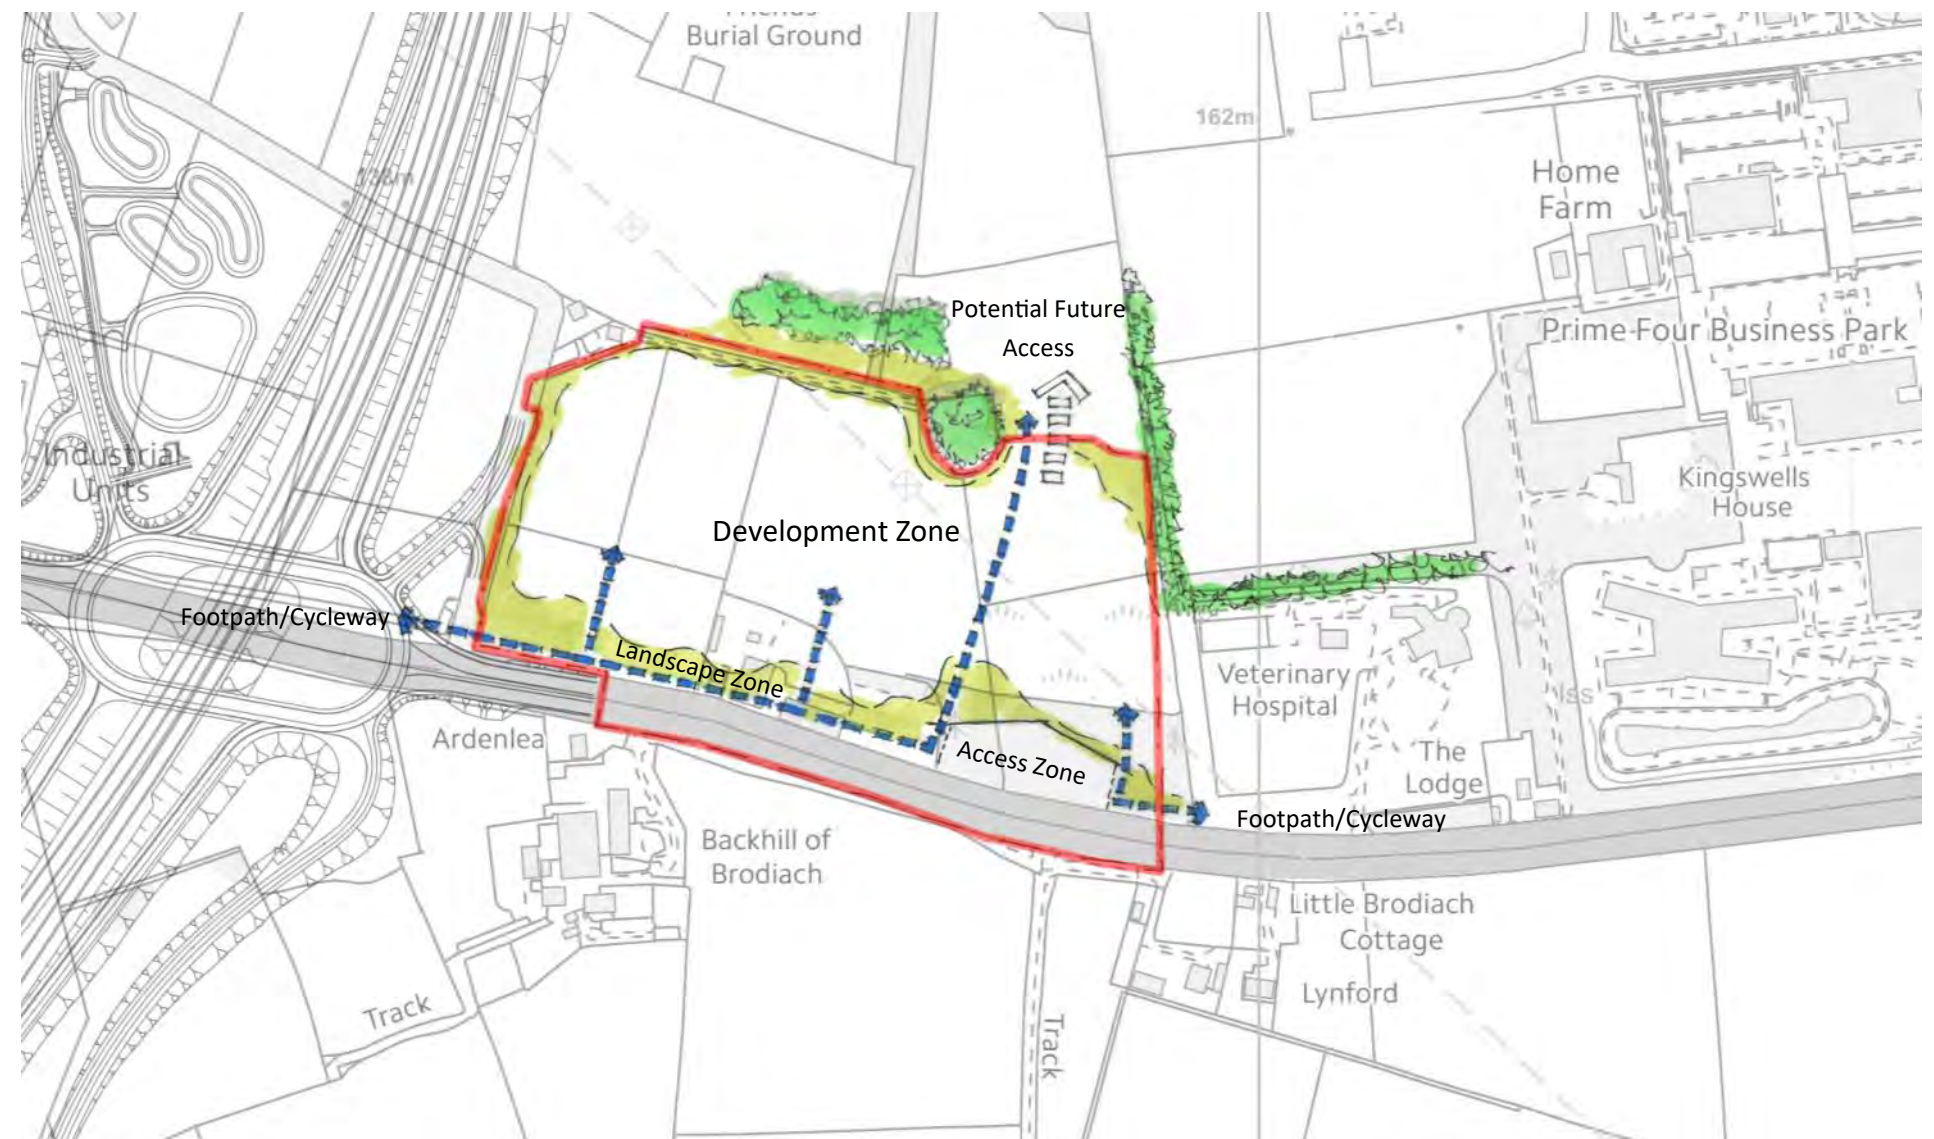 Burial Ground
162m
Home
Farm
Potential Future
Access
Prime Four Business Park
Industrial
Units
Kingswells
House
Development Zone
Footpath/Cycleway
Landscape Zone
Veterinary
Hospital
Ardenlea
Access Zone
The
Lodge
Footpath/Cycleway
Backhill of
Brodiach
Little Brodiach
Cottage
Lynford
Track
Track